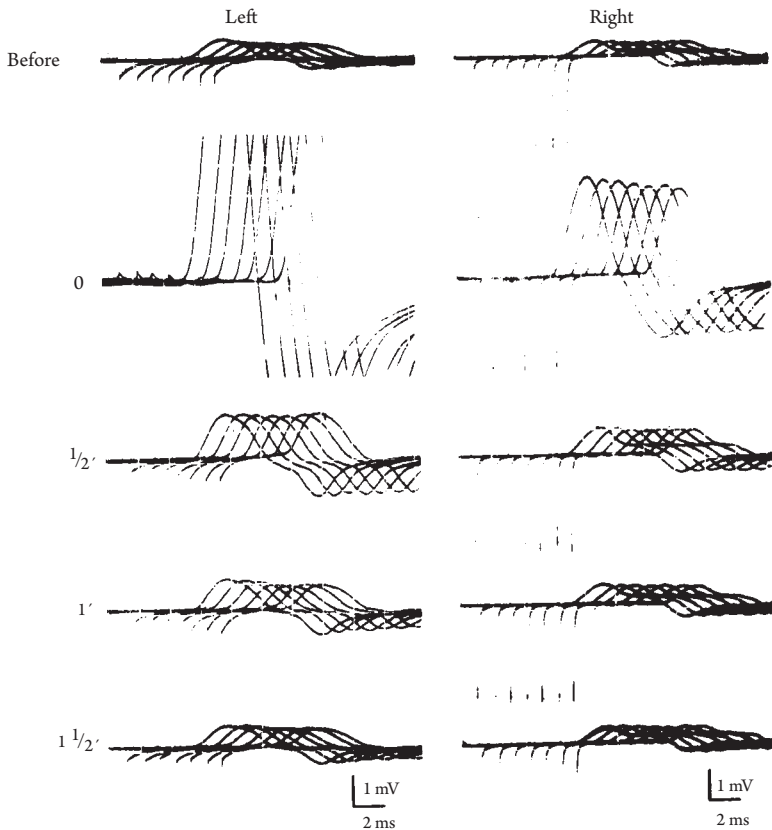 Left Right
Before
0
1/2′
1′
1 1/2′
1 mV 1 mV
2 ms 2 ms